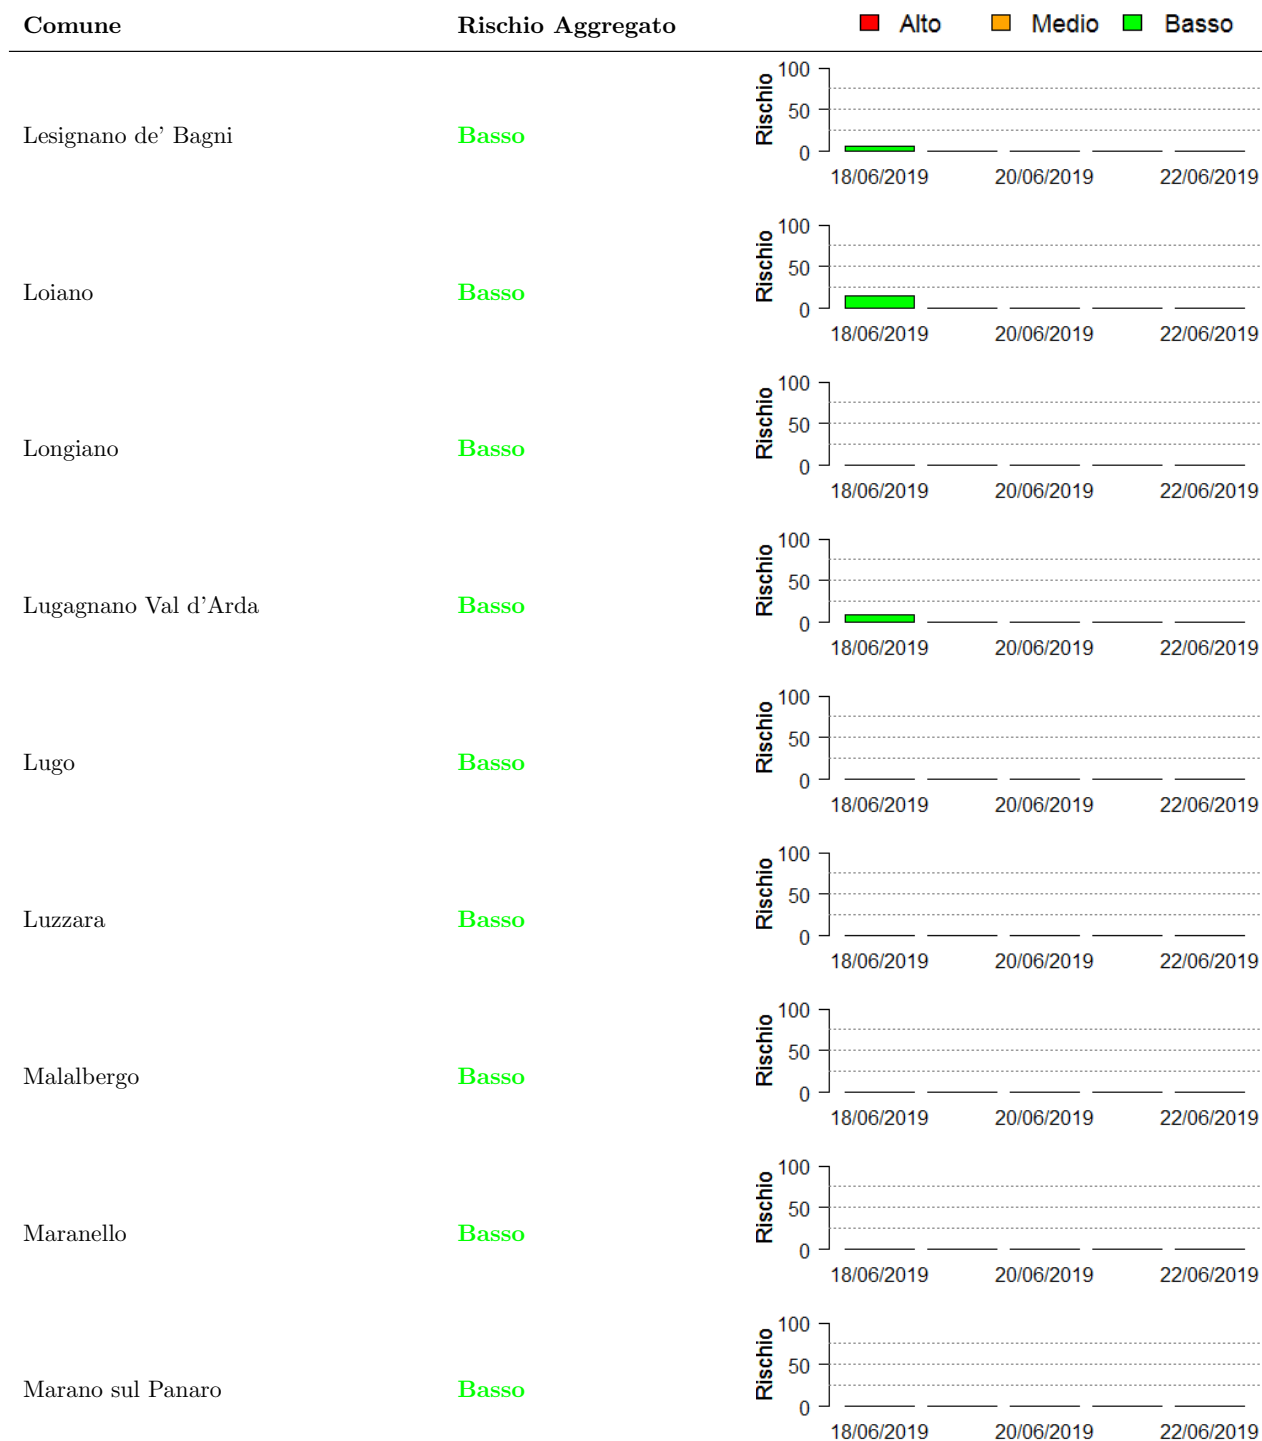 Comune Rischio Aggregato Alto Medio Basso
Lesignano de' Bagni Basso Rischio 100 50 0
18/06/2019 20/06/2019 22/06/2019
Loiano Basso Rischio 100 50 0
18/06/2019 20/06/2019 22/06/2019
Longiano Basso Rischio 100 50 0
18/06/2019 20/06/2019 22/06/2019
Lugagnano Val d'Arda Basso Rischio 100 50 0
18/06/2019 20/06/2019 22/06/2019
Lugo Basso Rischio 100 50 0
18/06/2019 20/06/2019 22/06/2019
Luzzara Basso Rischio 100 50 0
18/06/2019 20/06/2019 22/06/2019
Malalbergo Basso Rischio 100 50 0
18/06/2019 20/06/2019 22/06/2019
Maranello Basso Rischio 100 50 0
18/06/2019 20/06/2019 22/06/2019
Marano sul Panaro Basso Rischio 100 50 0
18/06/2019 20/06/2019 22/06/2019